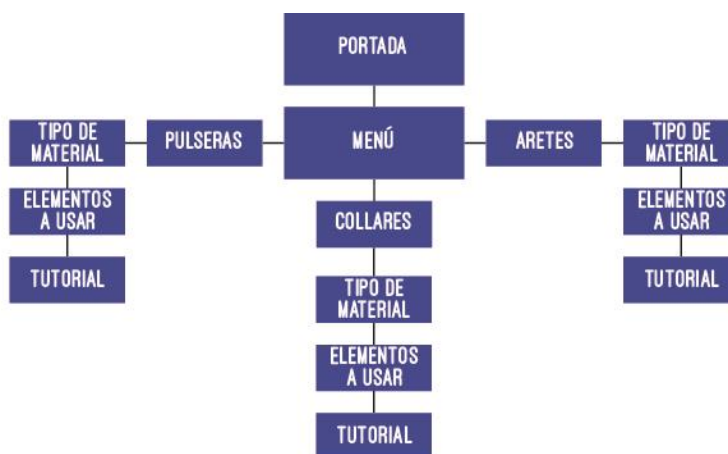 PORTADA
MENÚ
PULSERAS
TIPO DE
MATERIAL
ELEMENTOS
A USAR
TUTORIAL
COLLARES
TIPO DE
MATERIAL
ELEMENTOS
A USAR
TUTORIAL
ARETES
TIPO DE
MATERIAL
ELEMENTOS
A USAR
TUTORIAL